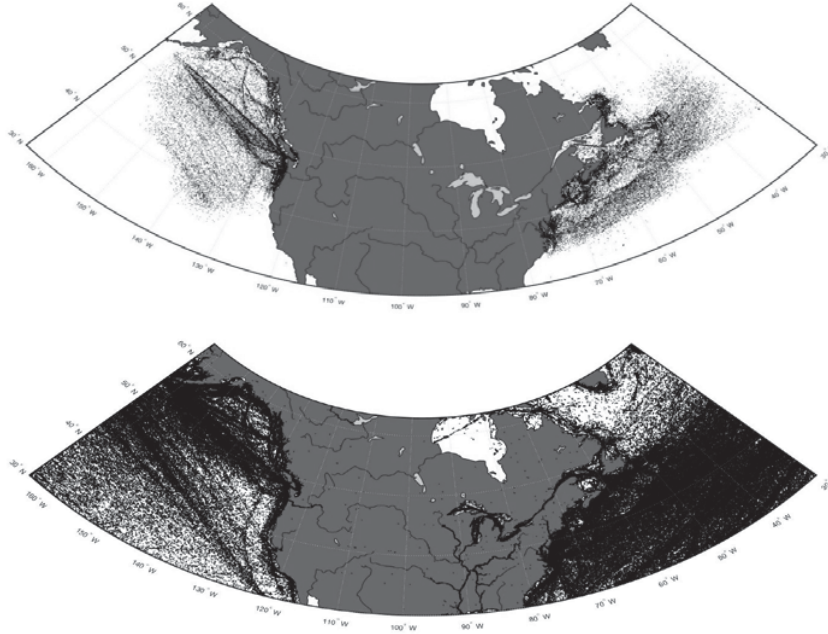 60° N
50° N
40° N
30° N
160° W
150° W
140° W
130° W
120° W
110° W
100° W
90° W
80° W
70° W
60° W
50° W
40° W
60° N
50° N
40° N
30° N
160° W
150° W
140° W
130° W
120° W
110° W
100° W
90° W
80° W
70° W
60° W
50° W
40° W